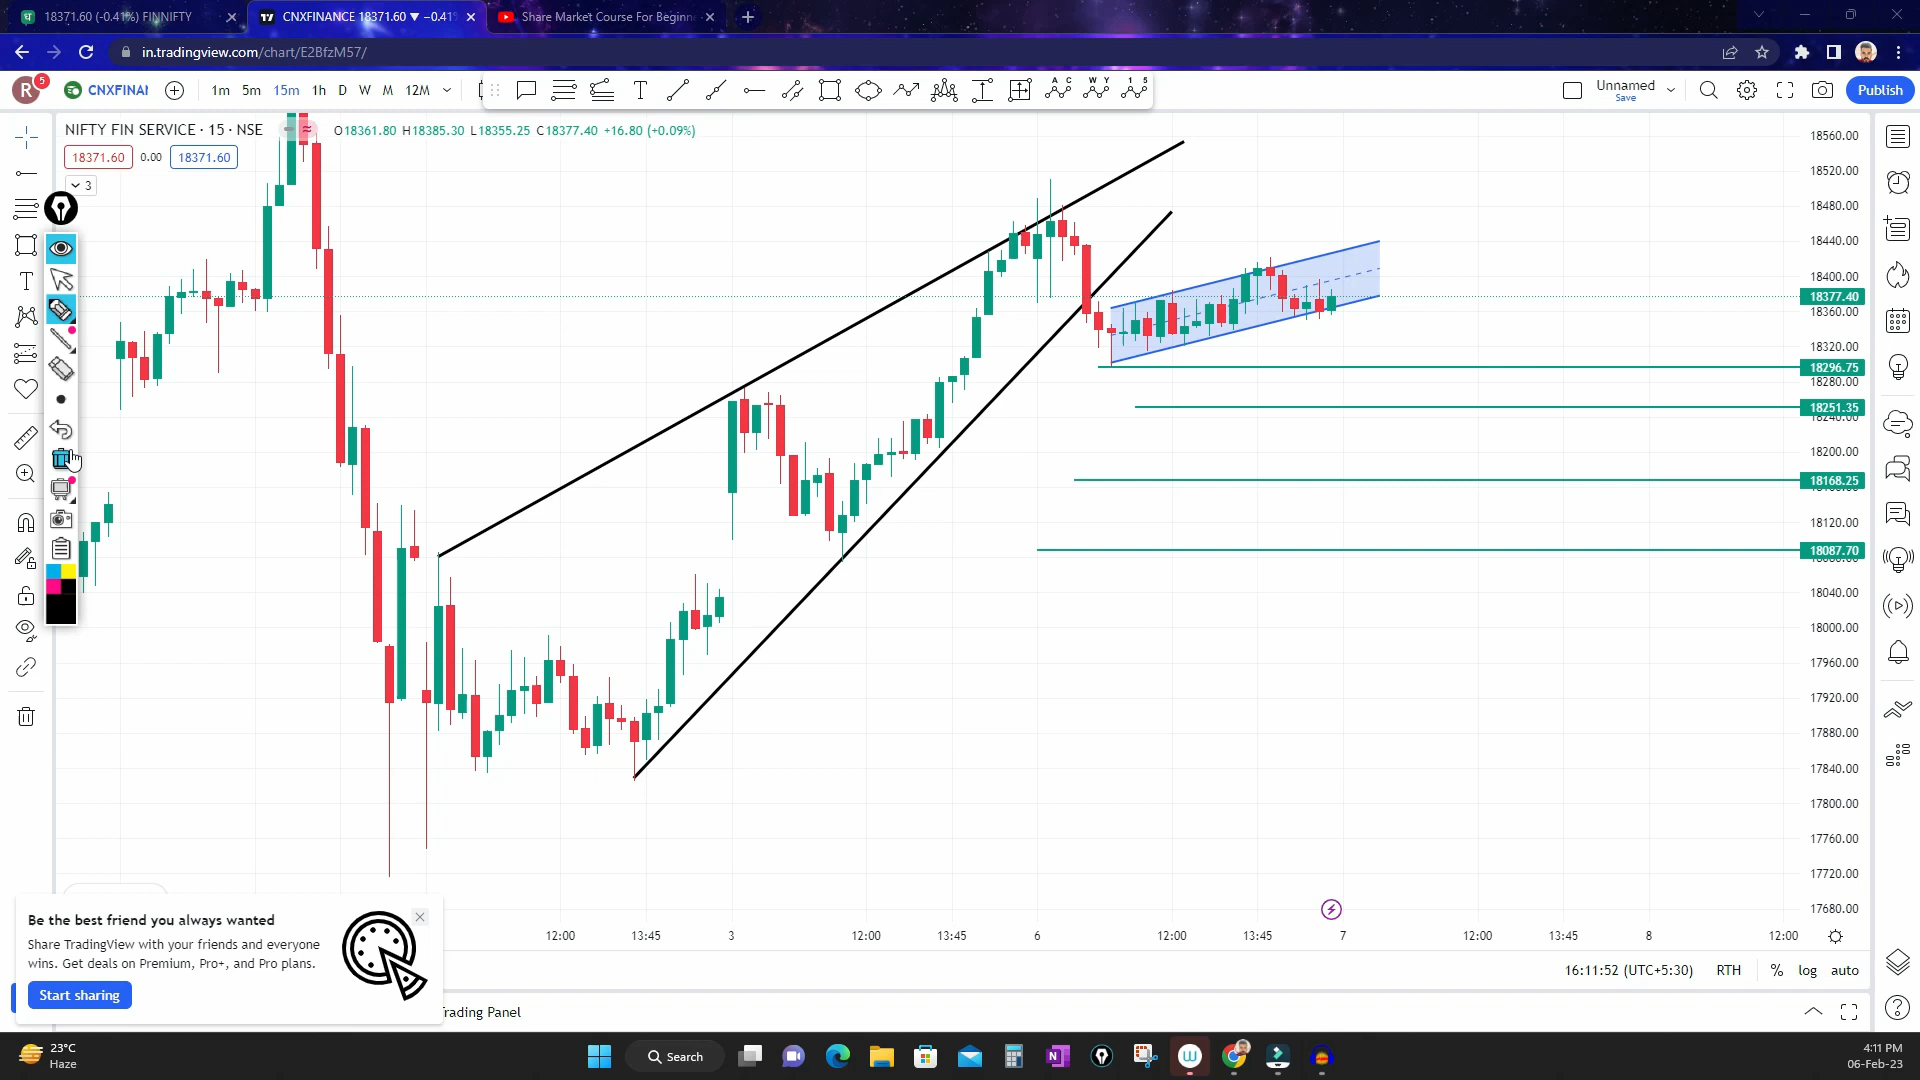 18371.60 (-0.41%) FINNIFTY
CNXFINANCE 18371.60 ▼ −0.41%
Share Market Course For Beginn
in.tradingview.com/chart/E2BfzM57/
R
5
CNXFINAI
1m 5m 15m 1h D W M 12M
T
A C
W Y
1 5
Unnamed
Save
Publish
NIFTY FIN SERVICE · 15 · NSE
O18361.80 H18385.30 L18355.25 C18377.40 +16.80 (+0.09%)
18371.60 0.00 18371.60
3
T
18560.00
18520.00
18480.00
18440.00
18400.00
18377.40
18360.00
18320.00
18296.75
18280.00
18251.35
18240.00
18200.00
18168.25
18120.00
18087.70
18040.00
18000.00
17960.00
17920.00
17880.00
17840.00
17800.00
17760.00
17720.00
17680.00
12:00 13:45 3 12:00 13:45 6 12:00 13:45 7 12:00 13:45 8 12:00
Be the best friend you always wanted
Share TradingView with your friends and everyone
wins. Get deals on Premium, Pro+, and Pro plans.
Start sharing
16:11:52 (UTC+5:30) RTH % log auto
Trading Panel
23°C
Haze
Search
4:11 PM
06-Feb-23